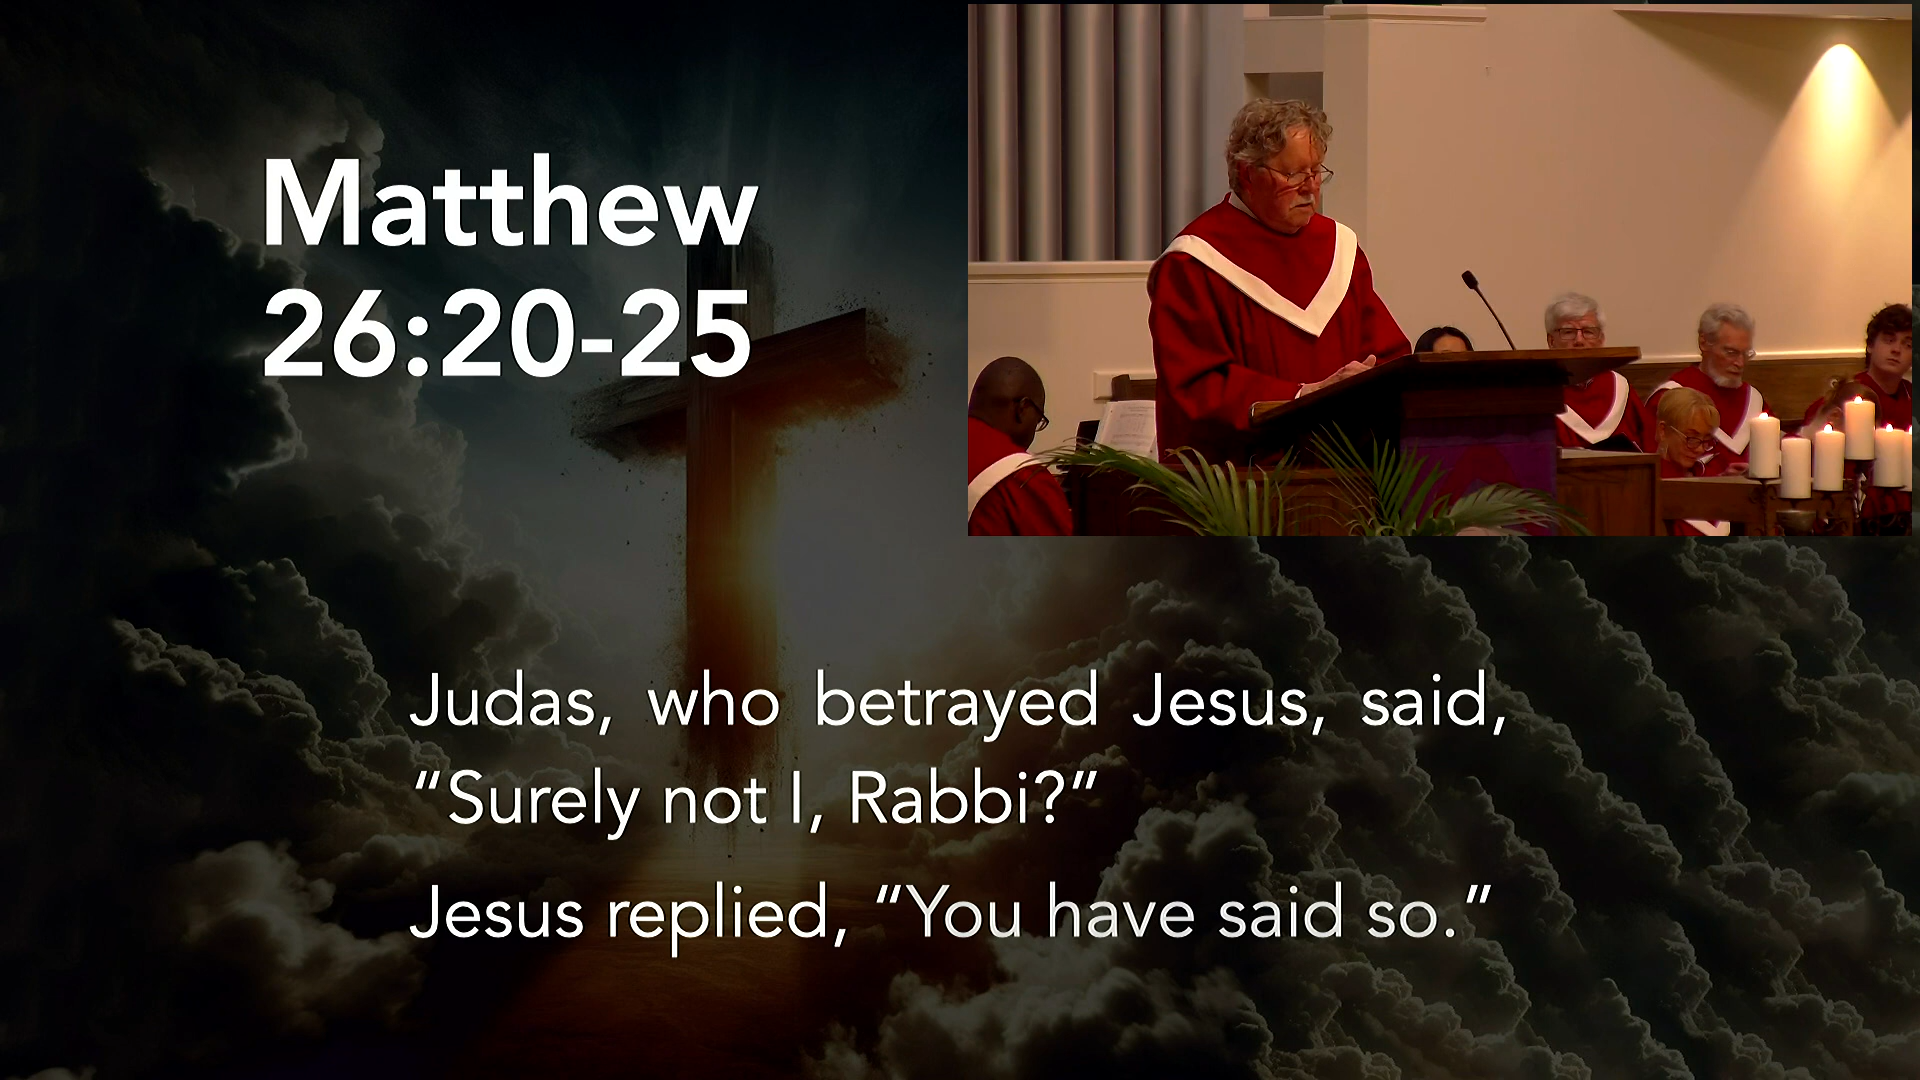 Matthew
26:20-25
Judas, who betrayed Jesus, said,
“Surely not I, Rabbi?”
Jesus replied, “You have said so.”